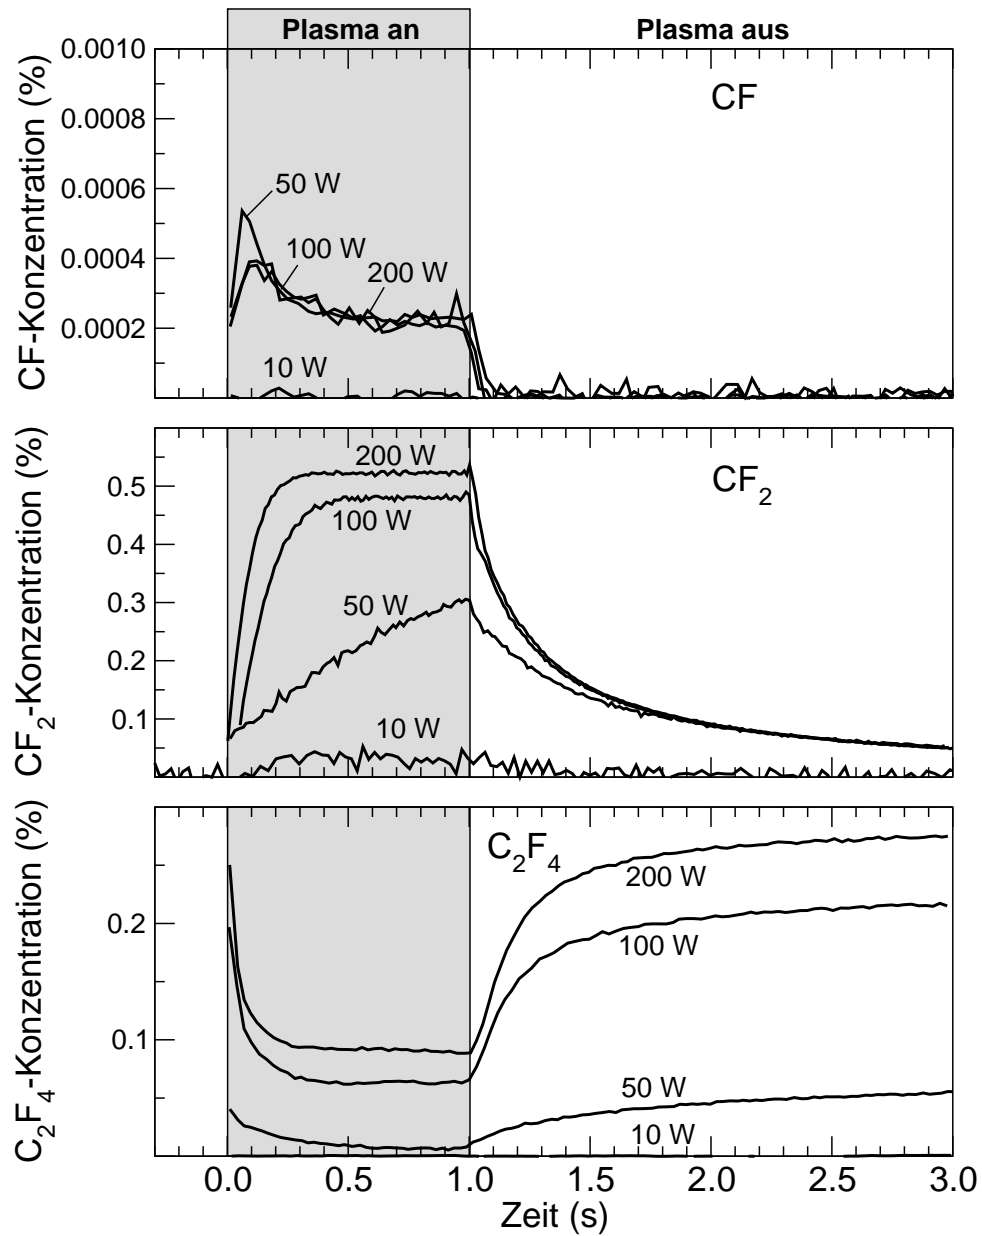 Plasma an Plasma aus
CF-Konzentration (%)
0.0010
0.0008
0.0006
0.0004
0.0002
CF
50 W
100 W
200 W
10 W
CF2-Konzentration (%)
0.5
0.4
0.3
0.2
0.1
CF2
200 W
100 W
50 W
10 W
C2F4-Konzentration (%)
0.2
0.1
C2F4
200 W
100 W
50 W
10 W
0.0 0.5 1.0 1.5 2.0 2.5 3.0
Zeit (s)